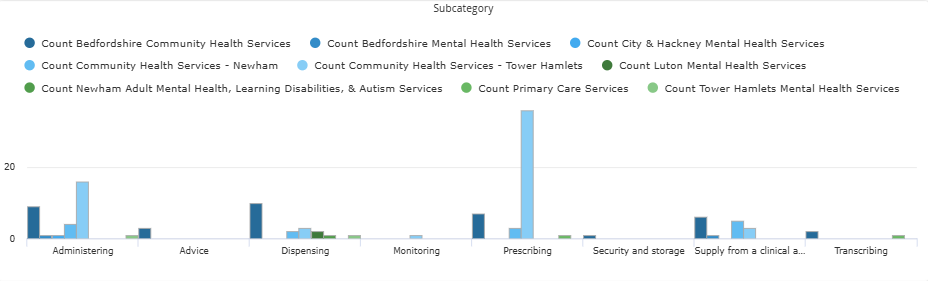 Subcategory
Count Bedfordshire Community Health Services Count Bedfordshire Mental Health Services Count City & Hackney Mental Health Services
Count Community Health Services - Newham Count Community Health Services - Tower Hamlets Count Luton Mental Health Services
Count Newham Adult Mental Health, Learning Disabilities, & Autism Services Count Primary Care Services Count Tower Hamlets Mental Health Services
20
0
Administering Advice Dispensing Monitoring Prescribing Security and storage Supply from a clinical a... Transcribing